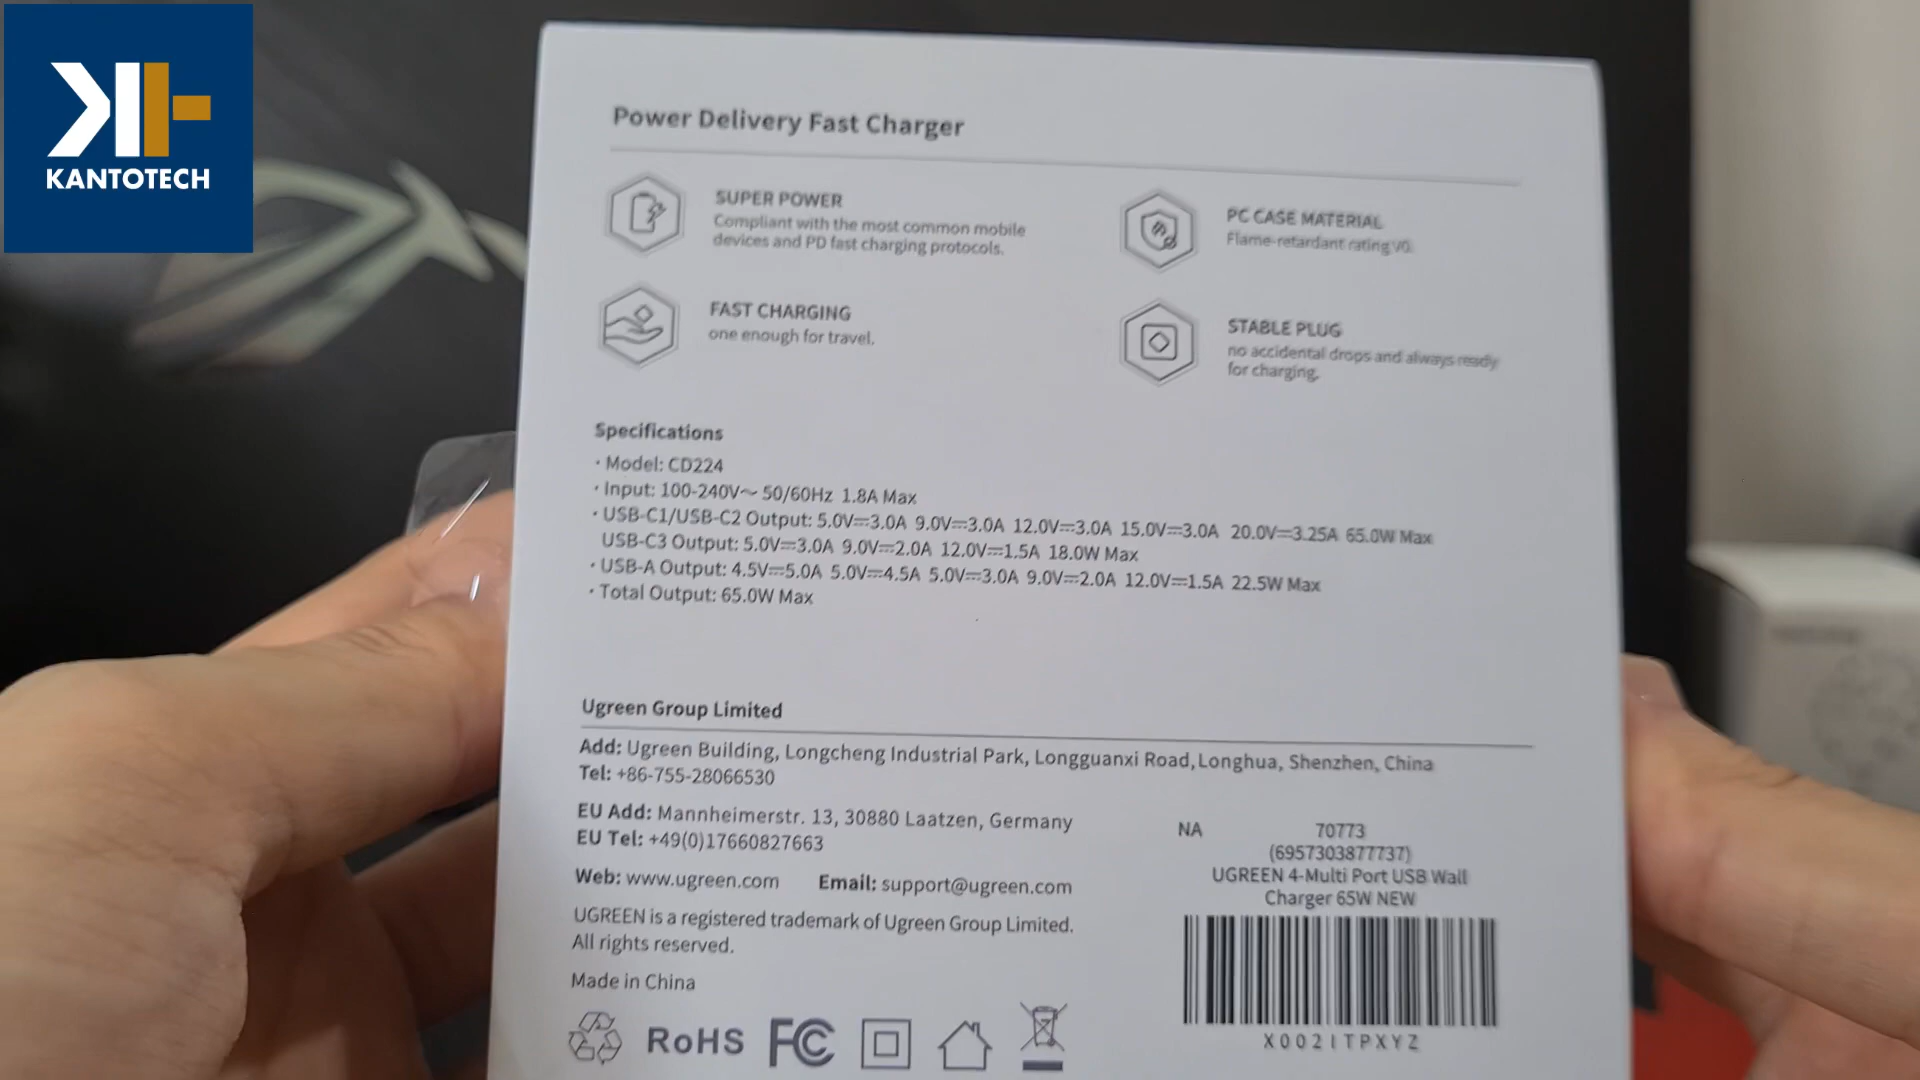 KANTOTECH
Power Delivery Fast Charger
SUPER POWER
Compliant with the most common mobile
devices and PD fast charging protocols.
PC CASE MATERIAL
Flame-retardant rating V0.
FAST CHARGING
one enough for travel.
STABLE PLUG
no accidental drops and always ready
for charging.
Specifications
· Model: CD224
· Input: 100-240V~ 50/60Hz 1.8A Max
· USB-C1/USB-C2 Output: 5.0V⎓3.0A 9.0V⎓3.0A 12.0V⎓3.0A 15.0V⎓3.0A 20.0V⎓3.25A 65.0W Max
USB-C3 Output: 5.0V⎓3.0A 9.0V⎓2.0A 12.0V⎓1.5A 18.0W Max
· USB-A Output: 4.5V⎓5.0A 5.0V⎓4.5A 5.0V⎓3.0A 9.0V⎓2.0A 12.0V⎓1.5A 22.5W Max
· Total Output: 65.0W Max
Ugreen Group Limited
Add: Ugreen Building, Longcheng Industrial Park, Longguanxi Road, Longhua, Shenzhen, China
Tel: +86-755-28066530
EU Add: Mannheimerstr. 13, 30880 Laatzen, Germany
EU Tel: +49(0)17660827663
Web: www.ugreen.com Email: support@ugreen.com
UGREEN is a registered trademark of Ugreen Group Limited.
All rights reserved.
Made in China
RoHS FC
NA 70773
(6957303877737)
UGREEN 4-Multi Port USB Wall
Charger 65W NEW
X002ITPXYZ